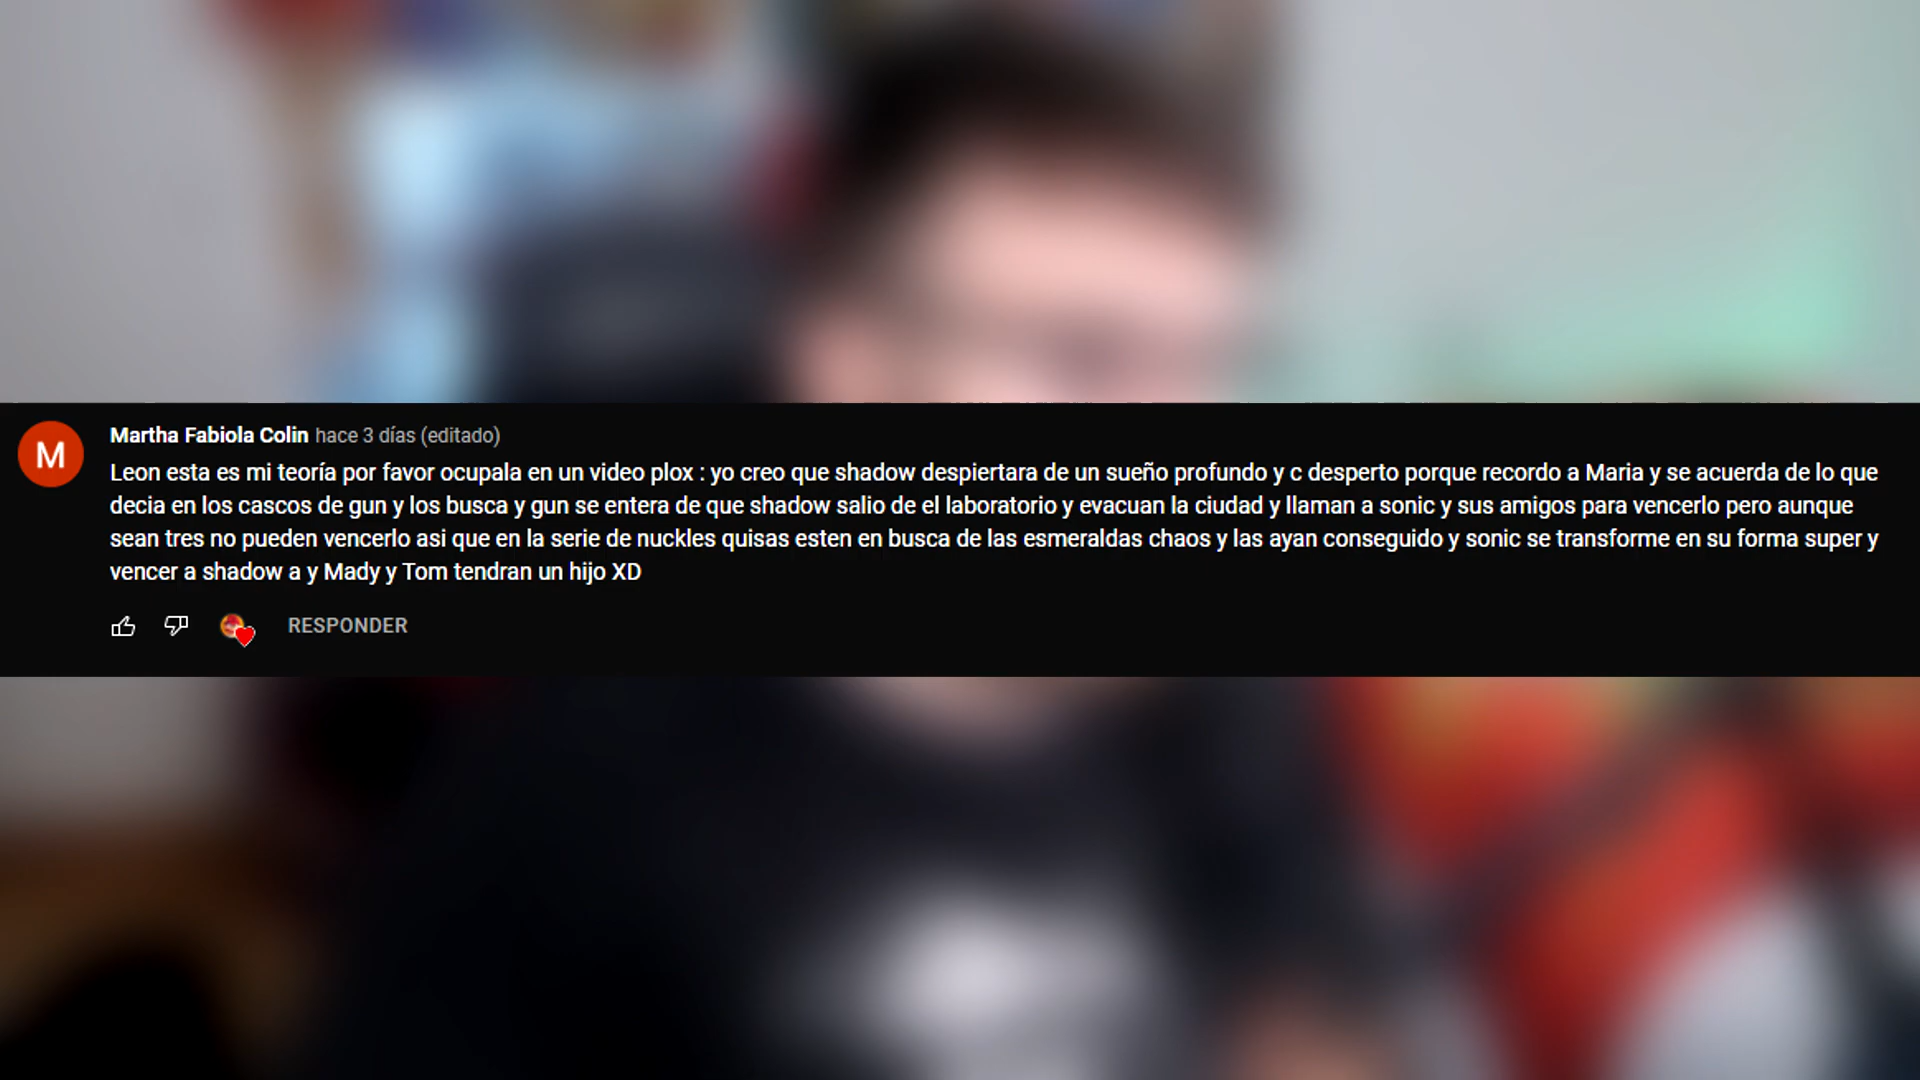 M
Martha Fabiola Colin hace 3 días (editado)
Leon esta es mi teoría por favor ocupala en un video plox : yo creo que shadow despiertara de un sueño profundo y c desperto porque recordo a Maria y se acuerda de lo que
decia en los cascos de gun y los busca y gun se entera de que shadow salio de el laboratorio y evacuan la ciudad y llaman a sonic y sus amigos para vencerlo pero aunque
sean tres no pueden vencerlo asi que en la serie de nuckles quisas esten en busca de las esmeraldas chaos y las ayan conseguido y sonic se transforme en su forma super y
vencer a shadow a y Mady y Tom tendran un hijo XD
RESPONDER